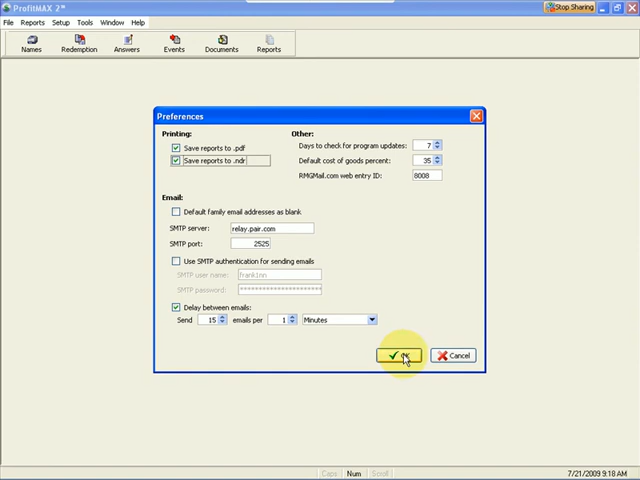 ProfitMAX 2™
Stop Sharing
File Reports Setup Tools Window Help
Names Redemption Answers Events Documents Reports
Preferences
Printing:
Other:
Save reports to .pdf
Days to check for program updates: 7
Save reports to .ndr
Default cost of goods percent: 35
RMGMail.com web entry ID: 8008
Email:
Default family email addresses as blank
SMTP server: relay.pair.com
SMTP port: 2525
Use SMTP authentication for sending emails
SMTP user name: frankinn
SMTP password:
Delay between emails:
Send 15 emails per 1 Minutes
OK Cancel
Caps Num Scroll 7/21/2009 9:18 AM